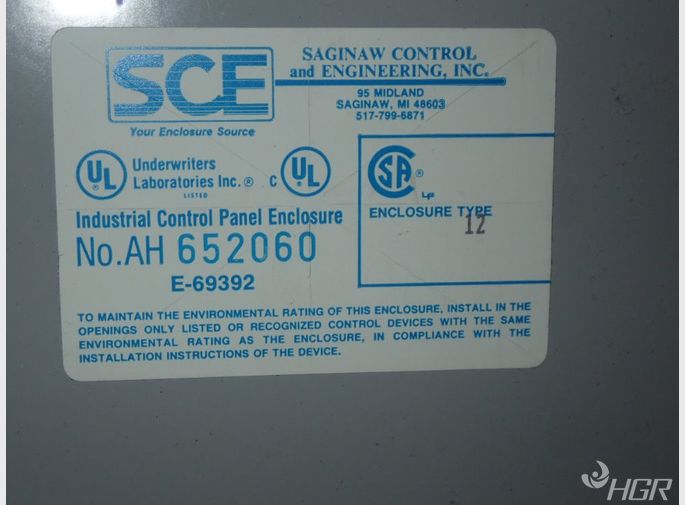 SCE
Your Enclosure Source
SAGINAW CONTROL
and ENGINEERING, INC.
95 MIDLAND
SAGINAW, MI 48603
517-799-6871
UL
Underwriters
Laboratories Inc.®
LISTED
C UL
Industrial Control Panel Enclosure
No. AH 652060
E-69392
SA ®
LR
ENCLOSURE TYPE
12
TO MAINTAIN THE ENVIRONMENTAL RATING OF THIS ENCLOSURE, INSTALL IN THE
OPENINGS ONLY LISTED OR RECOGNIZED CONTROL DEVICES WITH THE SAME
ENVIRONMENTAL RATING AS THE ENCLOSURE, IN COMPLIANCE WITH THE
INSTALLATION INSTRUCTIONS OF THE DEVICE.
HGR